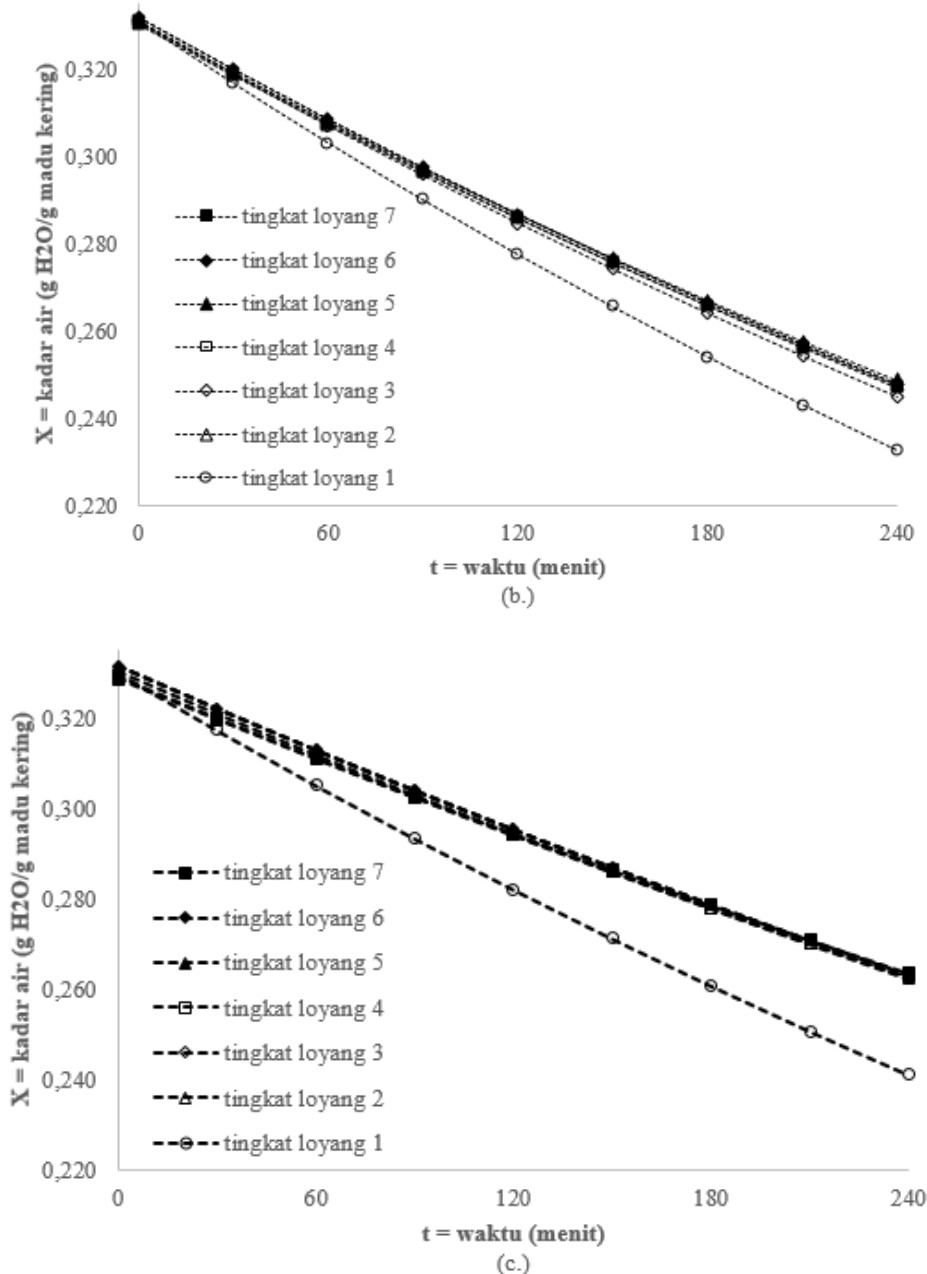 X = kadar air (g H2O/g madu kering)
0,320
0,300
0,280
0,260
0,240
0,220
tingkat loyang 7
tingkat loyang 6
tingkat loyang 5
tingkat loyang 4
tingkat loyang 3
tingkat loyang 2
tingkat loyang 1
0
60
120
180
240
t = waktu (menit)
(b.)
X = kadar air (g H2O/g madu kering)
0,320
0,300
0,280
0,260
0,240
0,220
tingkat loyang 7
tingkat loyang 6
tingkat loyang 5
tingkat loyang 4
tingkat loyang 3
tingkat loyang 2
tingkat loyang 1
0
60
120
180
240
t = waktu (menit)
(c.)